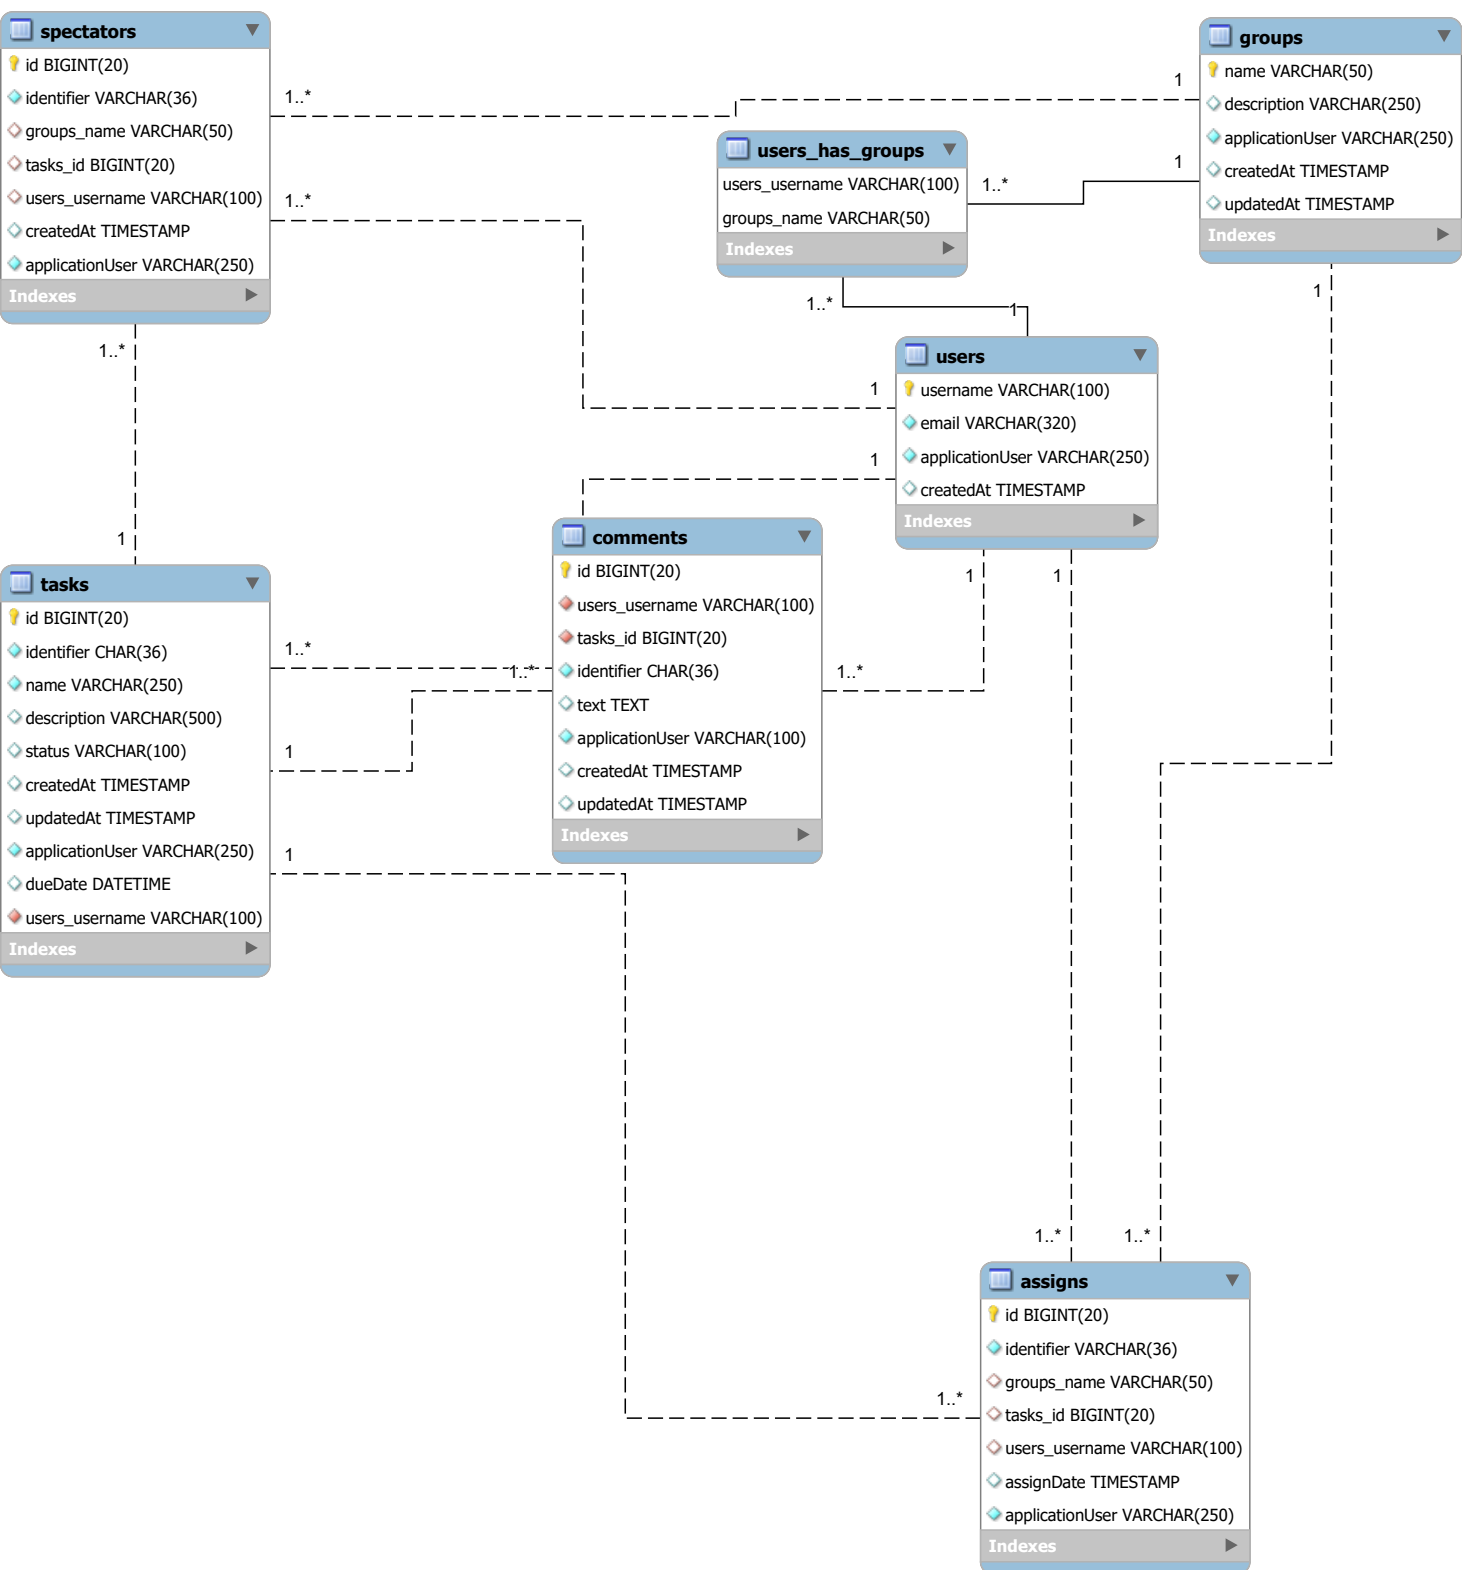 spectators
id BIGINT(20)
identifier VARCHAR(36)
groups_name VARCHAR(50)
tasks_id BIGINT(20)
users_username VARCHAR(100)
createdAt TIMESTAMP
applicationUser VARCHAR(250)
Indexes
1..*
1..*
1..*
1
groups
name VARCHAR(50)
description VARCHAR(250)
applicationUser VARCHAR(250)
createdAt TIMESTAMP
updatedAt TIMESTAMP
Indexes
1
1
1
users_has_groups
users_username VARCHAR(100)
groups_name VARCHAR(50)
Indexes
1..*
1..*
1
users
username VARCHAR(100)
email VARCHAR(320)
applicationUser VARCHAR(250)
createdAt TIMESTAMP
Indexes
1
1
1
1
comments
id BIGINT(20)
users_username VARCHAR(100)
tasks_id BIGINT(20)
identifier CHAR(36)
text TEXT
applicationUser VARCHAR(100)
createdAt TIMESTAMP
updatedAt TIMESTAMP
Indexes
1..*
1..*
tasks
id BIGINT(20)
identifier CHAR(36)
name VARCHAR(250)
description VARCHAR(500)
status VARCHAR(100)
createdAt TIMESTAMP
updatedAt TIMESTAMP
applicationUser VARCHAR(250)
dueDate DATETIME
users_username VARCHAR(100)
Indexes
1..*
1
1
1..*
1..*
1..*
assigns
id BIGINT(20)
identifier VARCHAR(36)
groups_name VARCHAR(50)
tasks_id BIGINT(20)
users_username VARCHAR(100)
assignDate TIMESTAMP
applicationUser VARCHAR(250)
Indexes